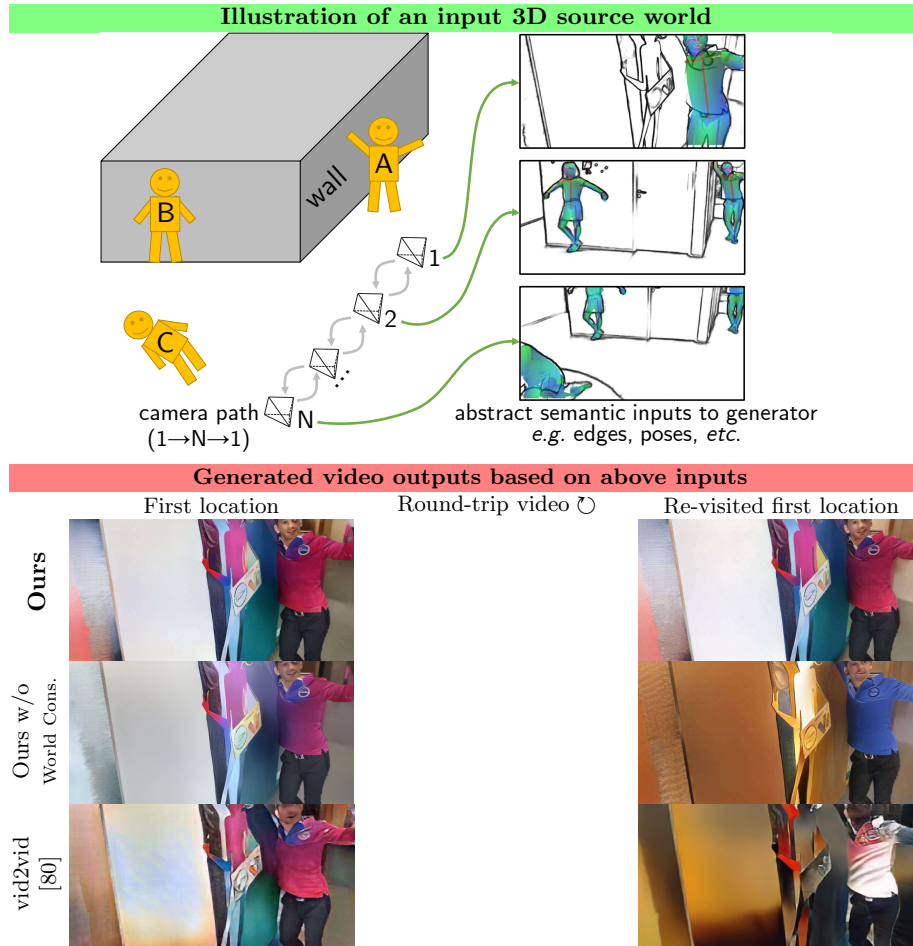 Illustration of an input 3D source world
A
wall
B
1
2
C
...
N
camera path
(1→N→1)
abstract semantic inputs to generator
e.g. edges, poses, etc.
Generated video outputs based on above inputs
First location
Round-trip video ↻
Re-visited first location
Ours
Ours w/o
World Cons.
vid2vid
[80]